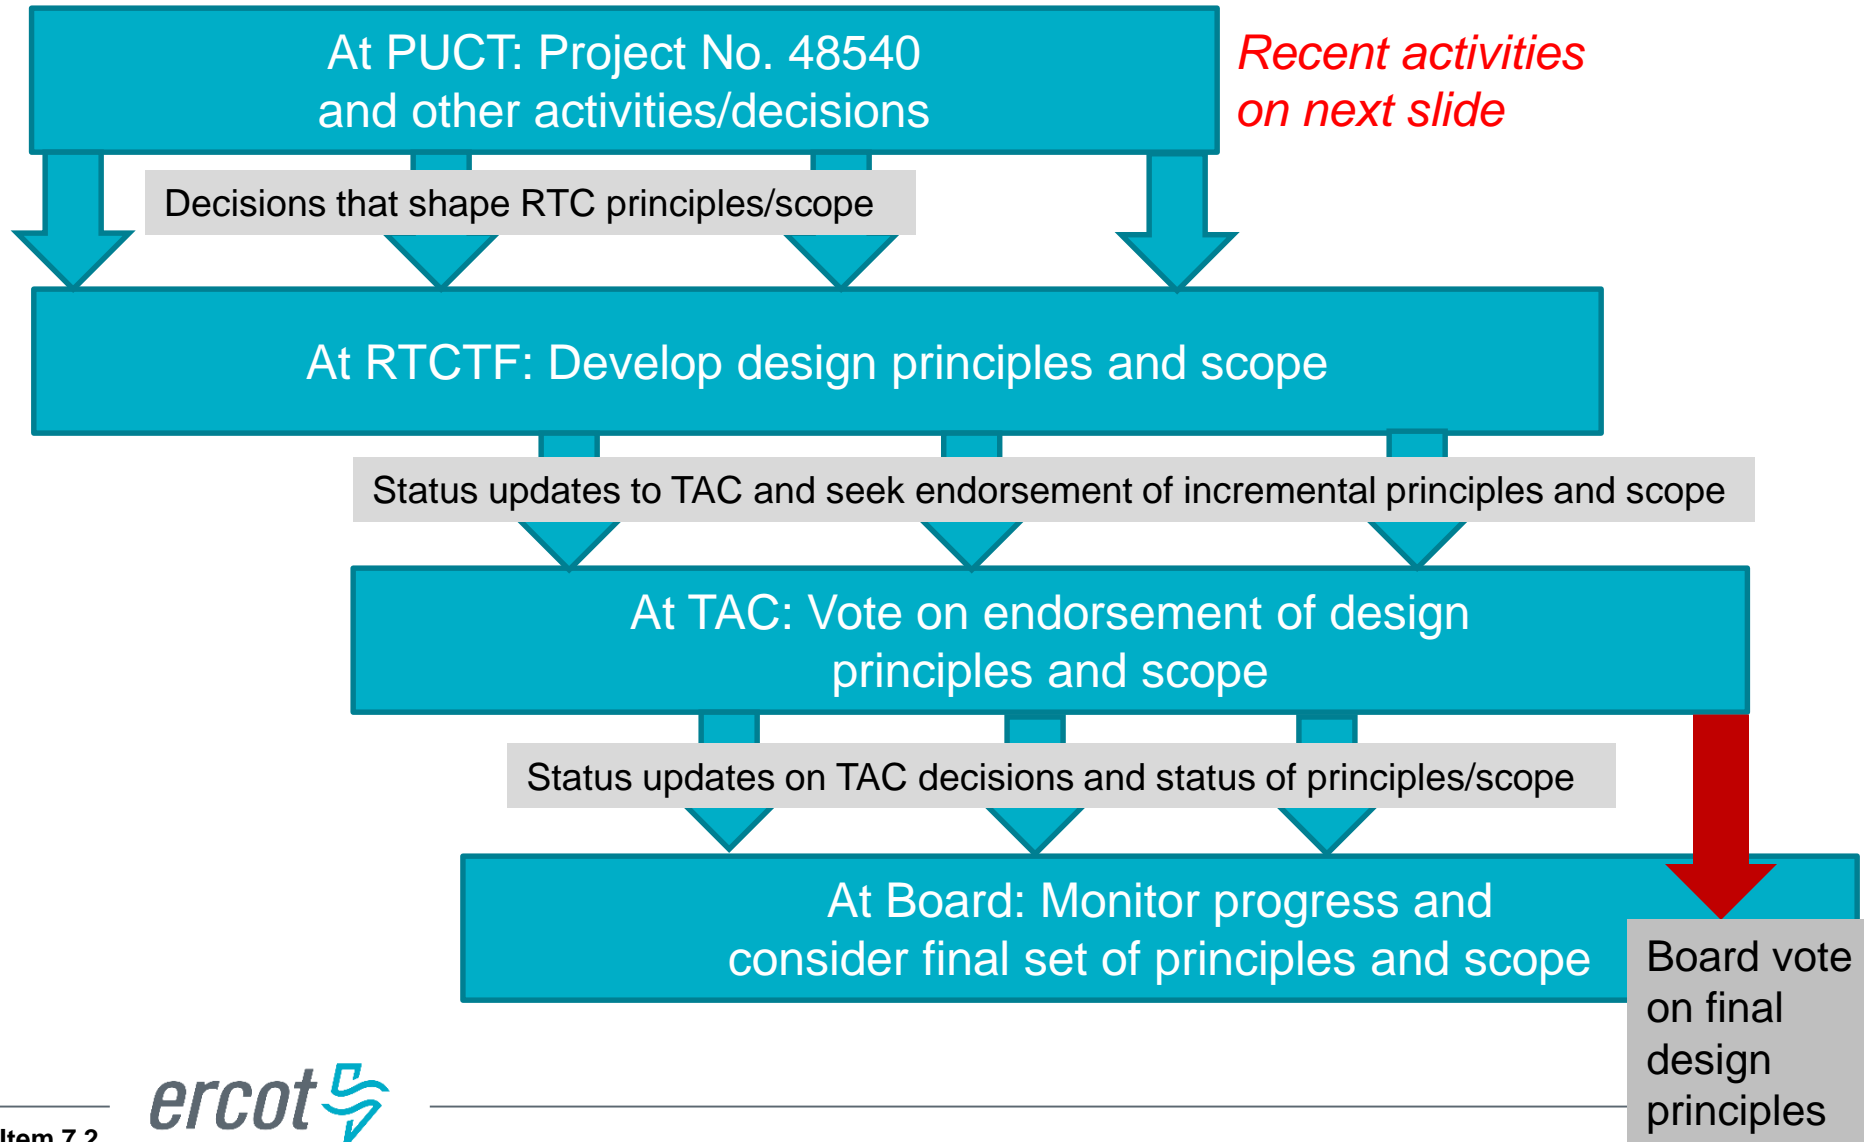 At PUCT: Project No. 48540
and other activities/decisions
Recent activities
on next slide
Decisions that shape RTC principles/scope
At RTCTF: Develop design principles and scope
Status updates to TAC and seek endorsement of incremental principles and scope
At TAC: Vote on endorsement of design
principles and scope
Status updates on TAC decisions and status of principles/scope
At Board: Monitor progress and
consider final set of principles and scope
Board vote
on final
design
principles
ercot
Item 7.2